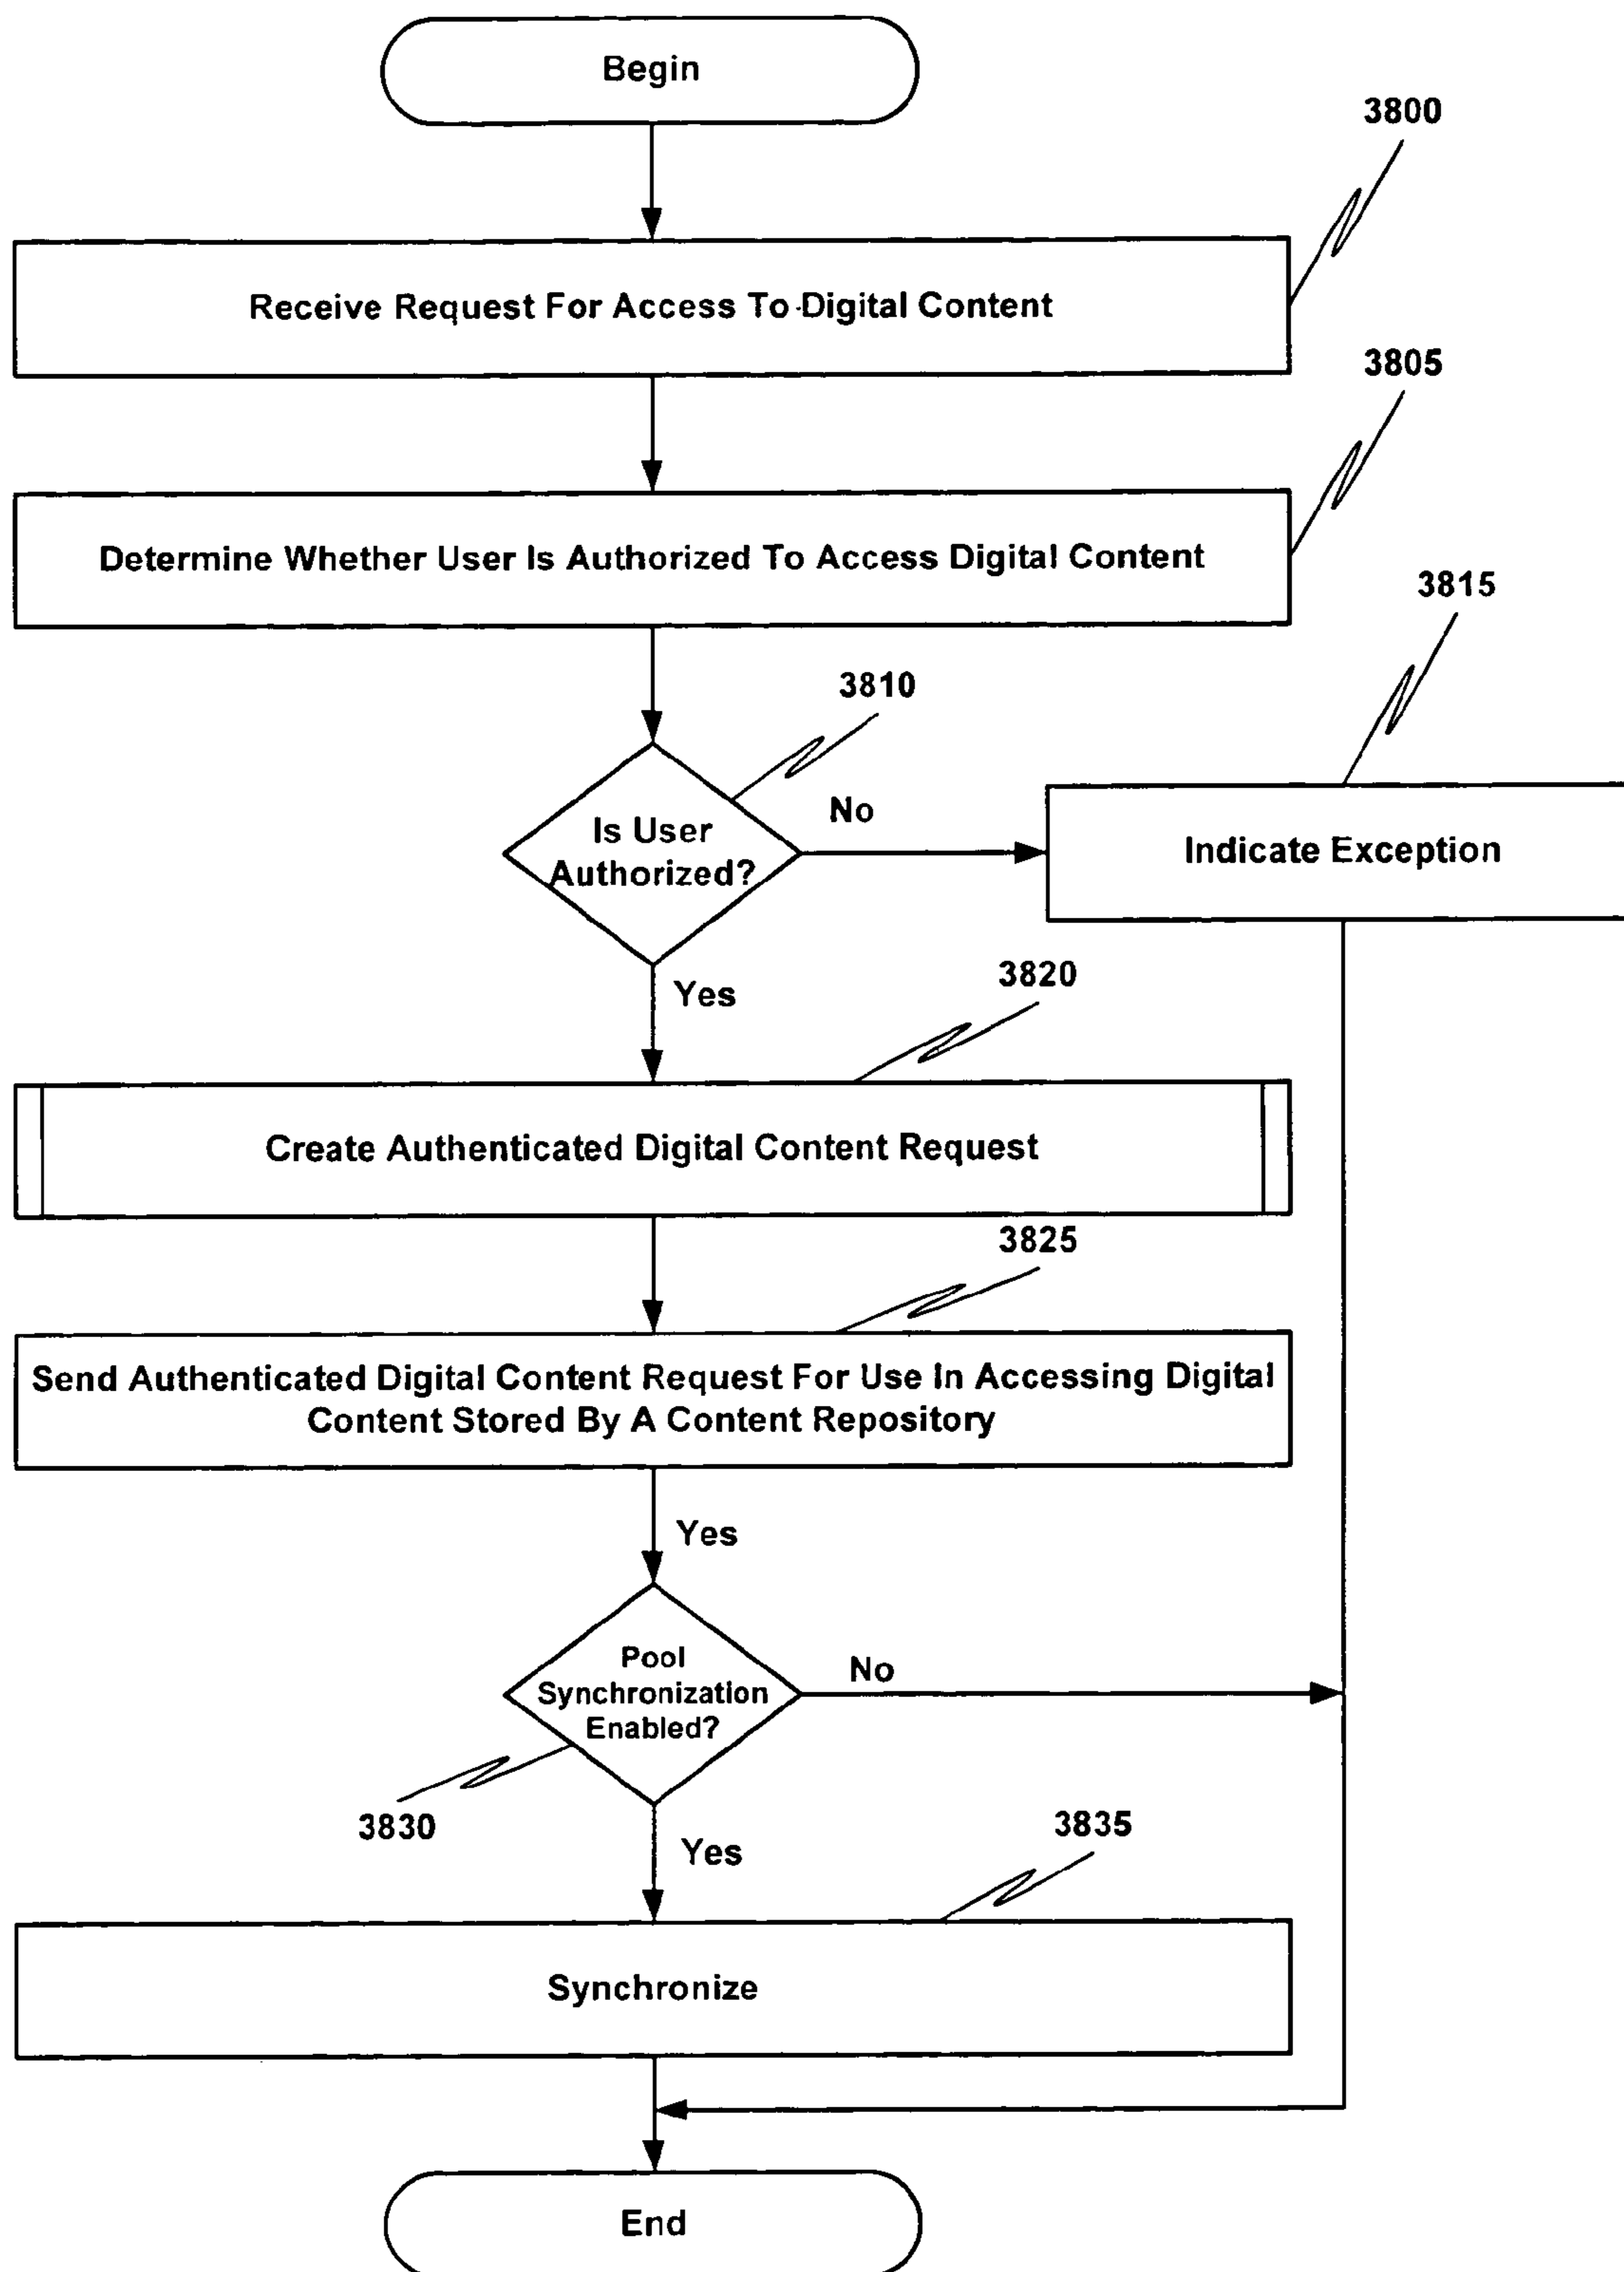 Begin
3800
Receive Request For Access To Digital Content
3805
Determine Whether User Is Authorized To Access Digital Content
3815
3810
No
Is User
Authorized?
Indicate Exception
Yes
3820
Create Authenticated Digital Content Request
3825
Send Authenticated Digital Content Request For Use In Accessing Digital
Content Stored By A Content Repository
Yes
Pool
Synchronization
Enabled?
No
3830
3835
Yes
Synchronize
End